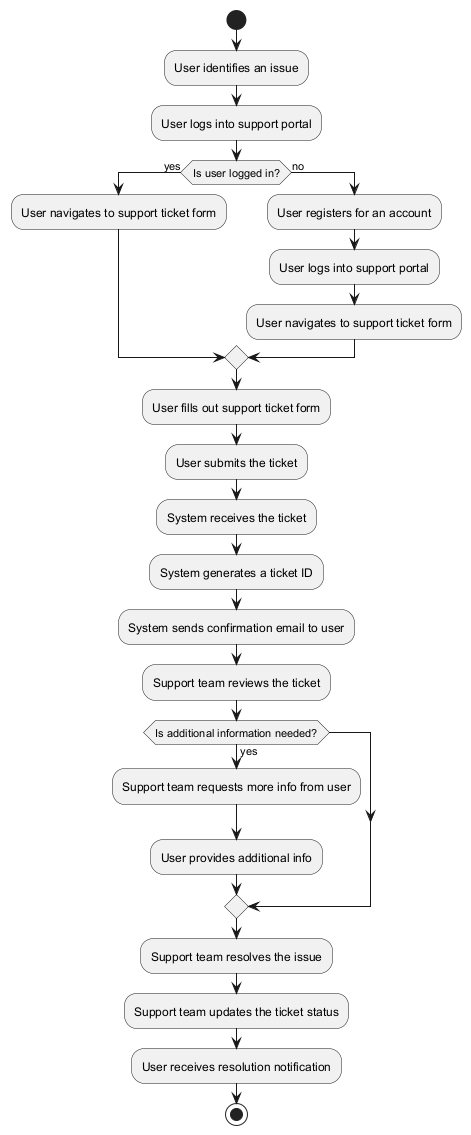 User identifies an issue
User logs into support portal
yes
Is user logged in?
no
User navigates to support ticket form
User registers for an account
User logs into support portal
User navigates to support ticket form
User fills out support ticket form
User submits the ticket
System receives the ticket
System generates a ticket ID
System sends confirmation email to user
Support team reviews the ticket
Is additional information needed?
yes
Support team requests more info from user
User provides additional info
Support team resolves the issue
Support team updates the ticket status
User receives resolution notification